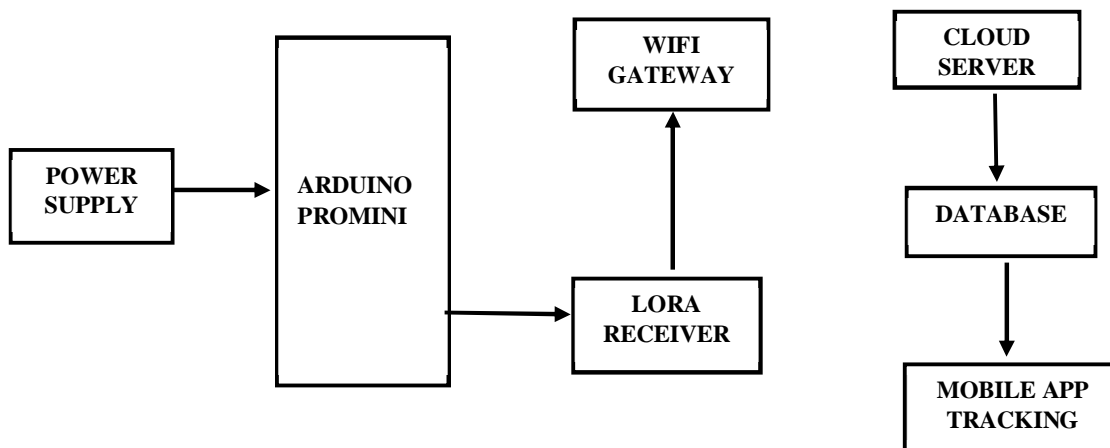 POWER
SUPPLY
ARDUINO
PROMINI
WIFI
GATEWAY
LORA
RECEIVER
CLOUD
SERVER
DATABASE
MOBILE APP
TRACKING